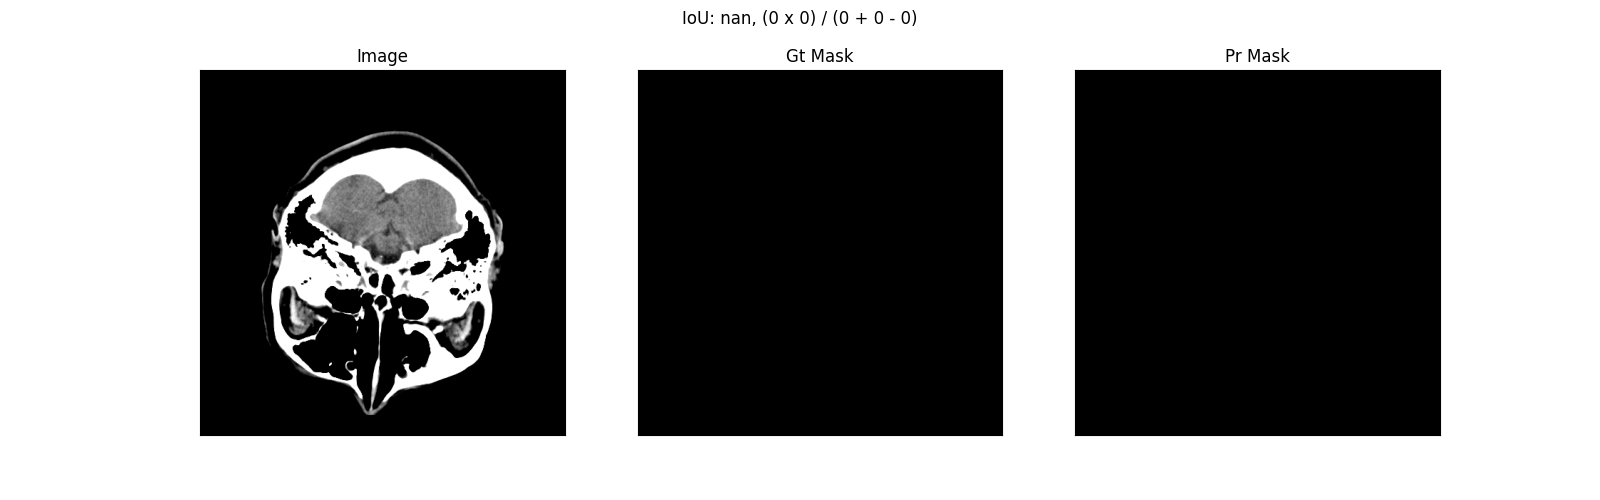 IoU: nan, (0 x 0) / (0 + 0 - 0)
Image
Gt Mask
Pr Mask